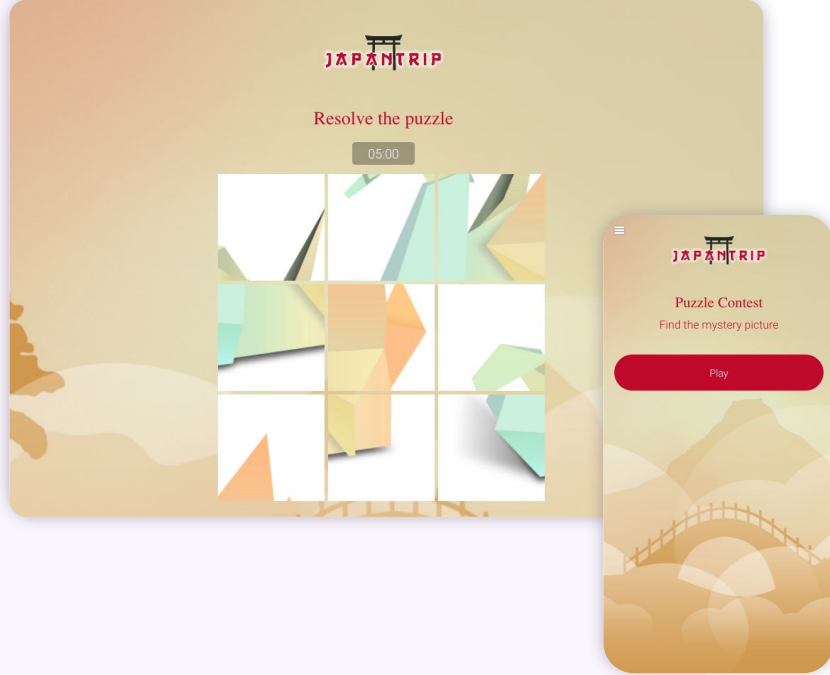 JAPANTRIP
Resolve the puzzle
05:00
JAPANTRIP
Puzzle Contest
Find the mystery picture
Play